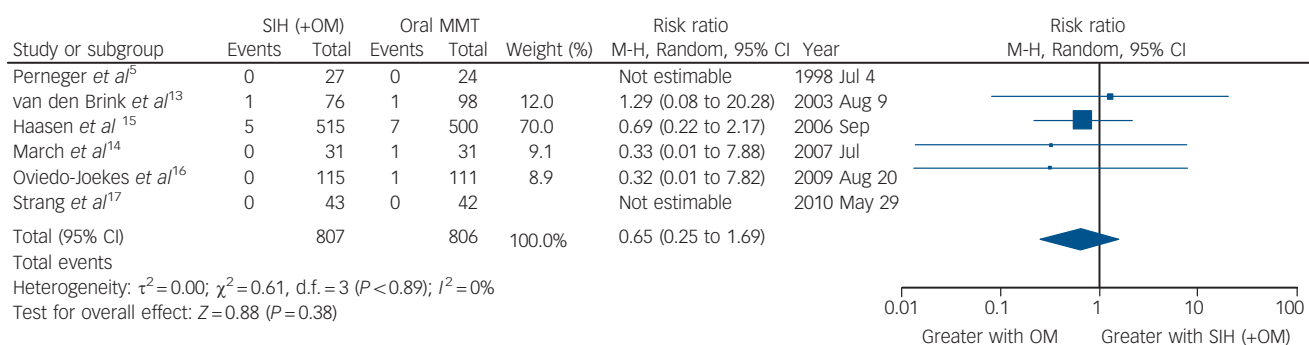 SIH (+OM) Oral MMT Risk ratio Risk ratio
Study or subgroup Events Total Events Total Weight (%) M-H, Random, 95% CI Year M-H, Random, 95% CI
Perneger et al5 0 27 0 24 Not estimable 1998 Jul 4
van den Brink et al13 1 76 1 98 12.0 1.29 (0.08 to 20.28) 2003 Aug 9
Haasen et al 15 5 515 7 500 70.0 0.69 (0.22 to 2.17) 2006 Sep
March et al14 0 31 1 31 9.1 0.33 (0.01 to 7.88) 2007 Jul
Oviedo-Joekes et al16 0 115 1 111 8.9 0.32 (0.01 to 7.82) 2009 Aug 20
Strang et al17 0 43 0 42 Not estimable 2010 May 29
Total (95% CI) 807 806 100.0% 0.65 (0.25 to 1.69)
Total events
Heterogeneity: τ2 = 0.00; χ2 = 0.61, d.f. = 3 (P < 0.89); I2 = 0%
Test for overall effect: Z = 0.88 (P = 0.38)
0.01 0.1 1 10 100
Greater with OM Greater with SIH (+OM)